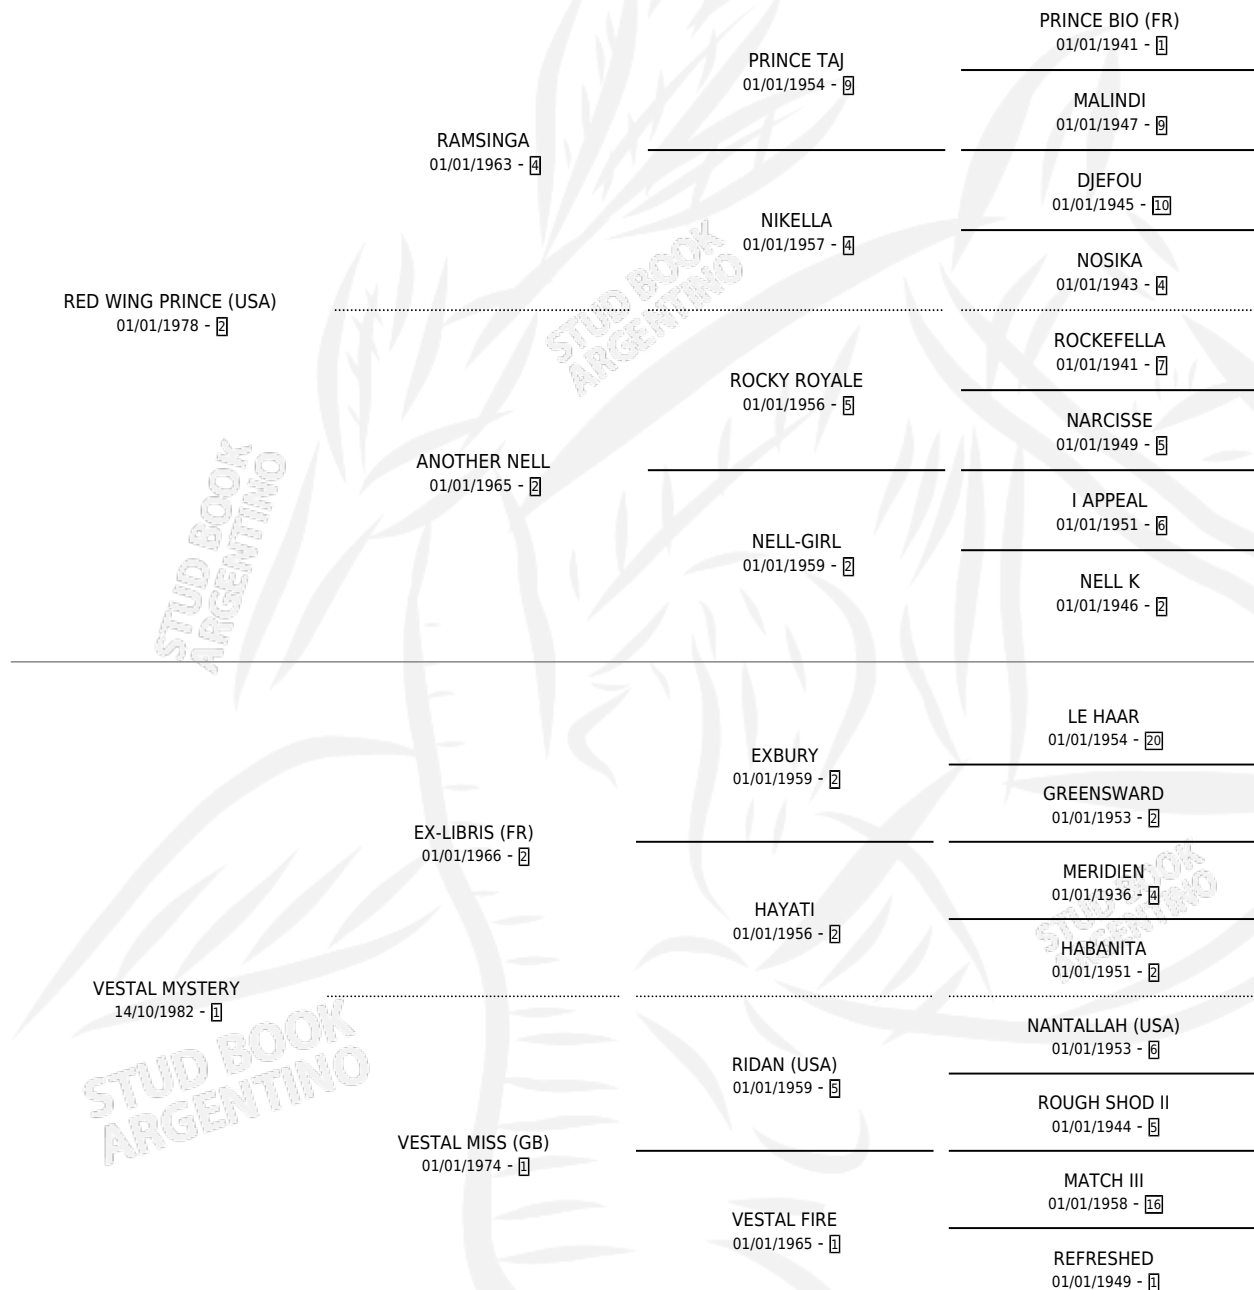 PRINCE BIO (FR)
01/01/1941 - 1
PRINCE TAJ
01/01/1954 - 9
MALINDI
01/01/1947 - 9
RAMSINGA
01/01/1963 - 4
DJEFOU
01/01/1945 - 10
NIKELLA
01/01/1957 - 4
NOSIKA
01/01/1943 - 4
RED WING PRINCE (USA)
01/01/1978 - 2
ROCKEFELLA
01/01/1941 - 7
ROCKY ROYALE
01/01/1956 - 5
NARCISSE
01/01/1949 - 5
ANOTHER NELL
01/01/1965 - 2
I APPEAL
01/01/1951 - 6
NELL-GIRL
01/01/1959 - 2
NELL K
01/01/1946 - 2
LE HAAR
01/01/1954 - 20
EXBURY
01/01/1959 - 2
GREENSWARD
01/01/1953 - 2
EX-LIBRIS (FR)
01/01/1966 - 2
MERIDIEN
01/01/1936 - 4
HAYATI
01/01/1956 - 2
HABANITA
01/01/1951 - 2
VESTAL MYSTERY
14/10/1982 - 1
NANTALLAH (USA)
01/01/1953 - 6
RIDAN (USA)
01/01/1959 - 5
ROUGH SHOD II
01/01/1944 - 5
VESTAL MISS (GB)
01/01/1974 - 1
MATCH III
01/01/1958 - 16
VESTAL FIRE
01/01/1965 - 1
REFRESHED
01/01/1949 - 1
STUD BOOK
ARGENTINO
STUD BOOK
ARGENTINO
STUD BOOK
ARGENTINO
STUD BOOK
ARGENTINO